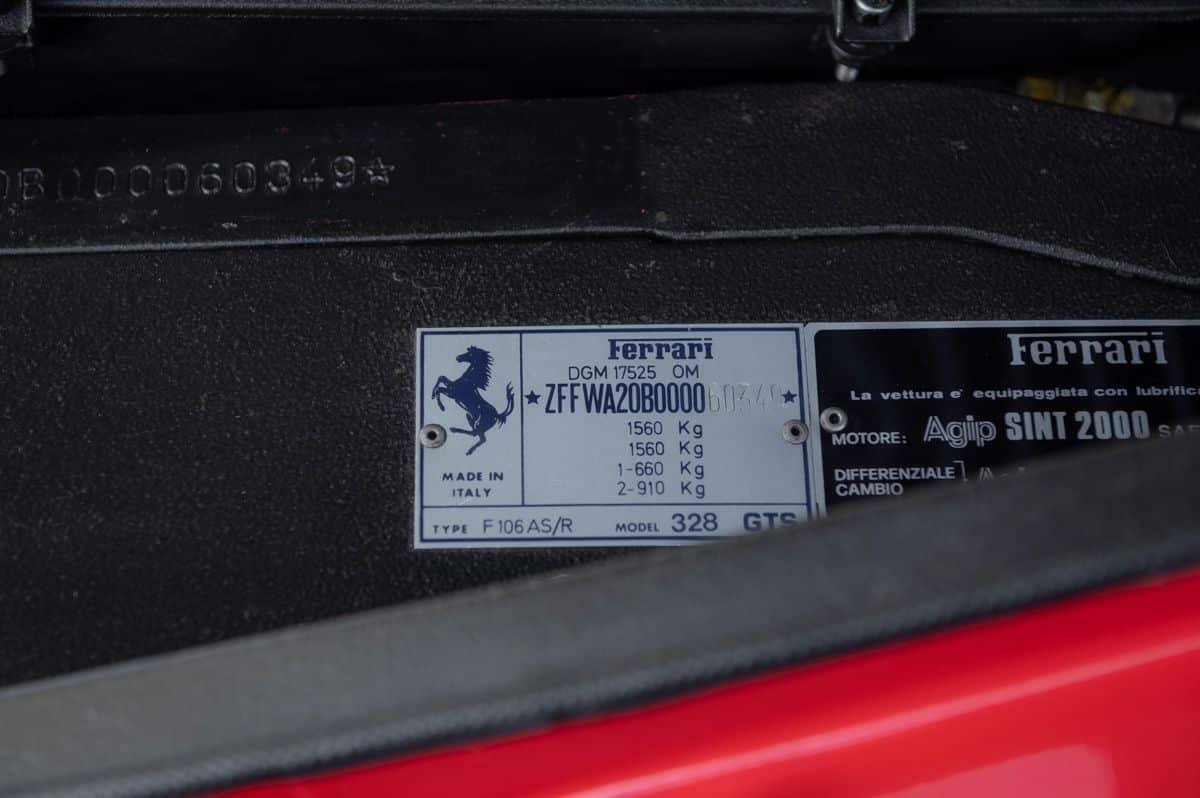 0B000060349☆
Ferrari
DGM 17525 OM
★ZFFWA20B000060349★
1560 Kg
1560 Kg
1-660 Kg
2-910 Kg
MADE IN
ITALY
TYPE F106AS/R MODEL 328 GTS
Ferrari
La vettura e' equipaggiata con lubrific
MOTORE: Agip SINT 2000 SAE
DIFFERENZIALE
CAMBIO